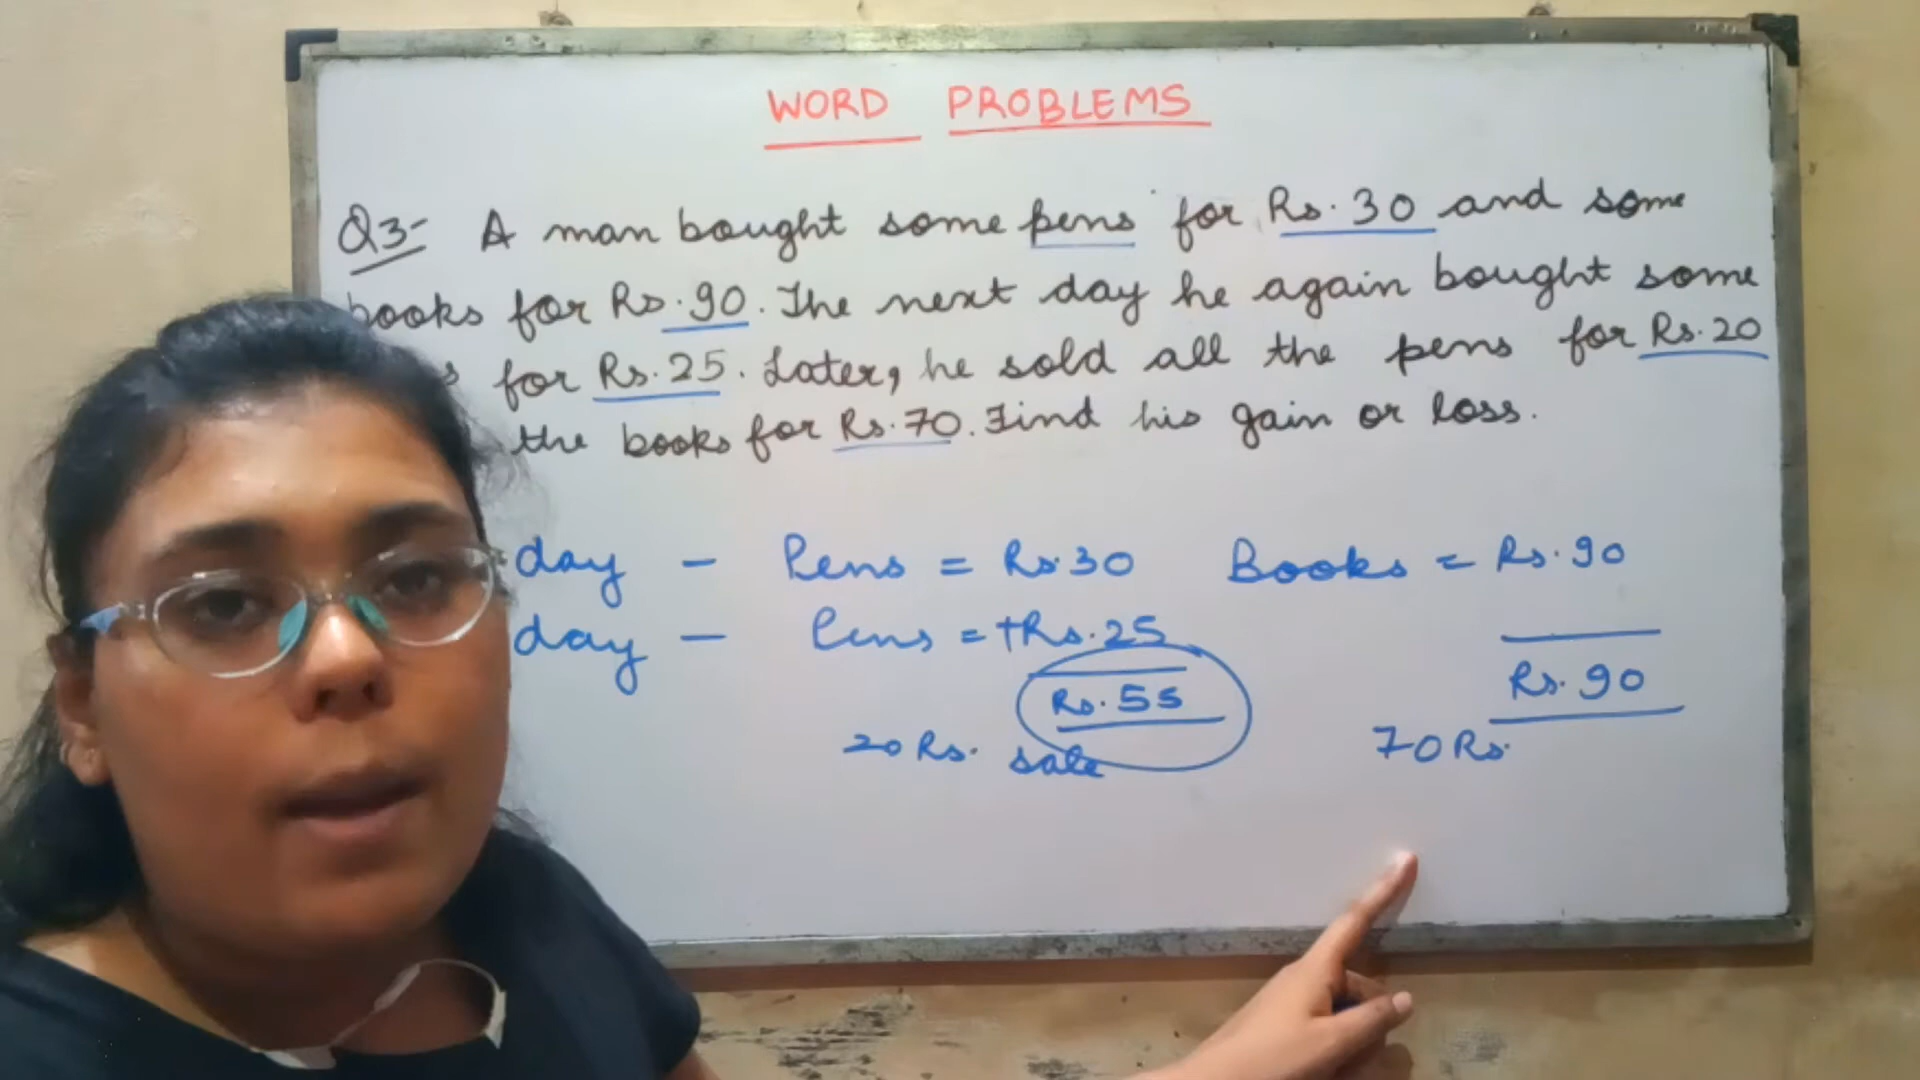 WORD PROBLEMS
Q3- A man bought some pens for Rs. 30 and some
books for Rs. 90. The next day he again bought some
for Rs. 25. Later, he sold all the pens for Rs. 20
the books for Rs. 70. Find his gain or loss.
day - Pens = Rs. 30 Books = Rs. 90
day - Pens = +Rs. 25
Rs. 55 Rs. 90
20 Rs. sale 70 Rs.